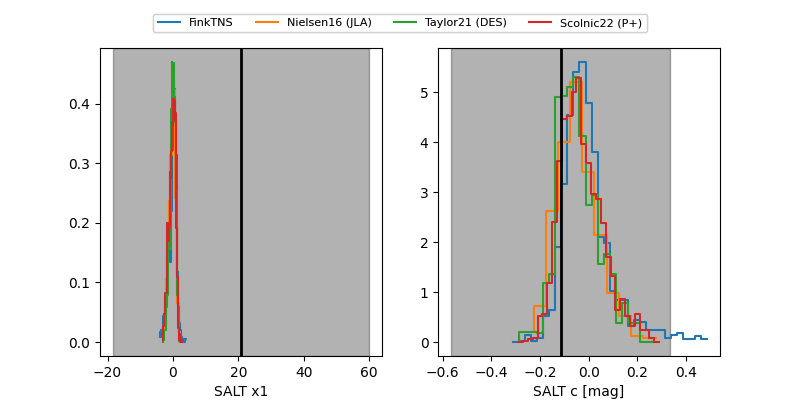 FinkTNS Nielsen16 (JLA) Taylor21 (DES) Scolnic22 (P+)
0.4
0.3
0.2
0.1
0.0
−20 0 20 40 60
SALT x1
5
4
3
2
1
0
−0.6 −0.4 −0.2 0.0 0.2 0.4
SALT c [mag]